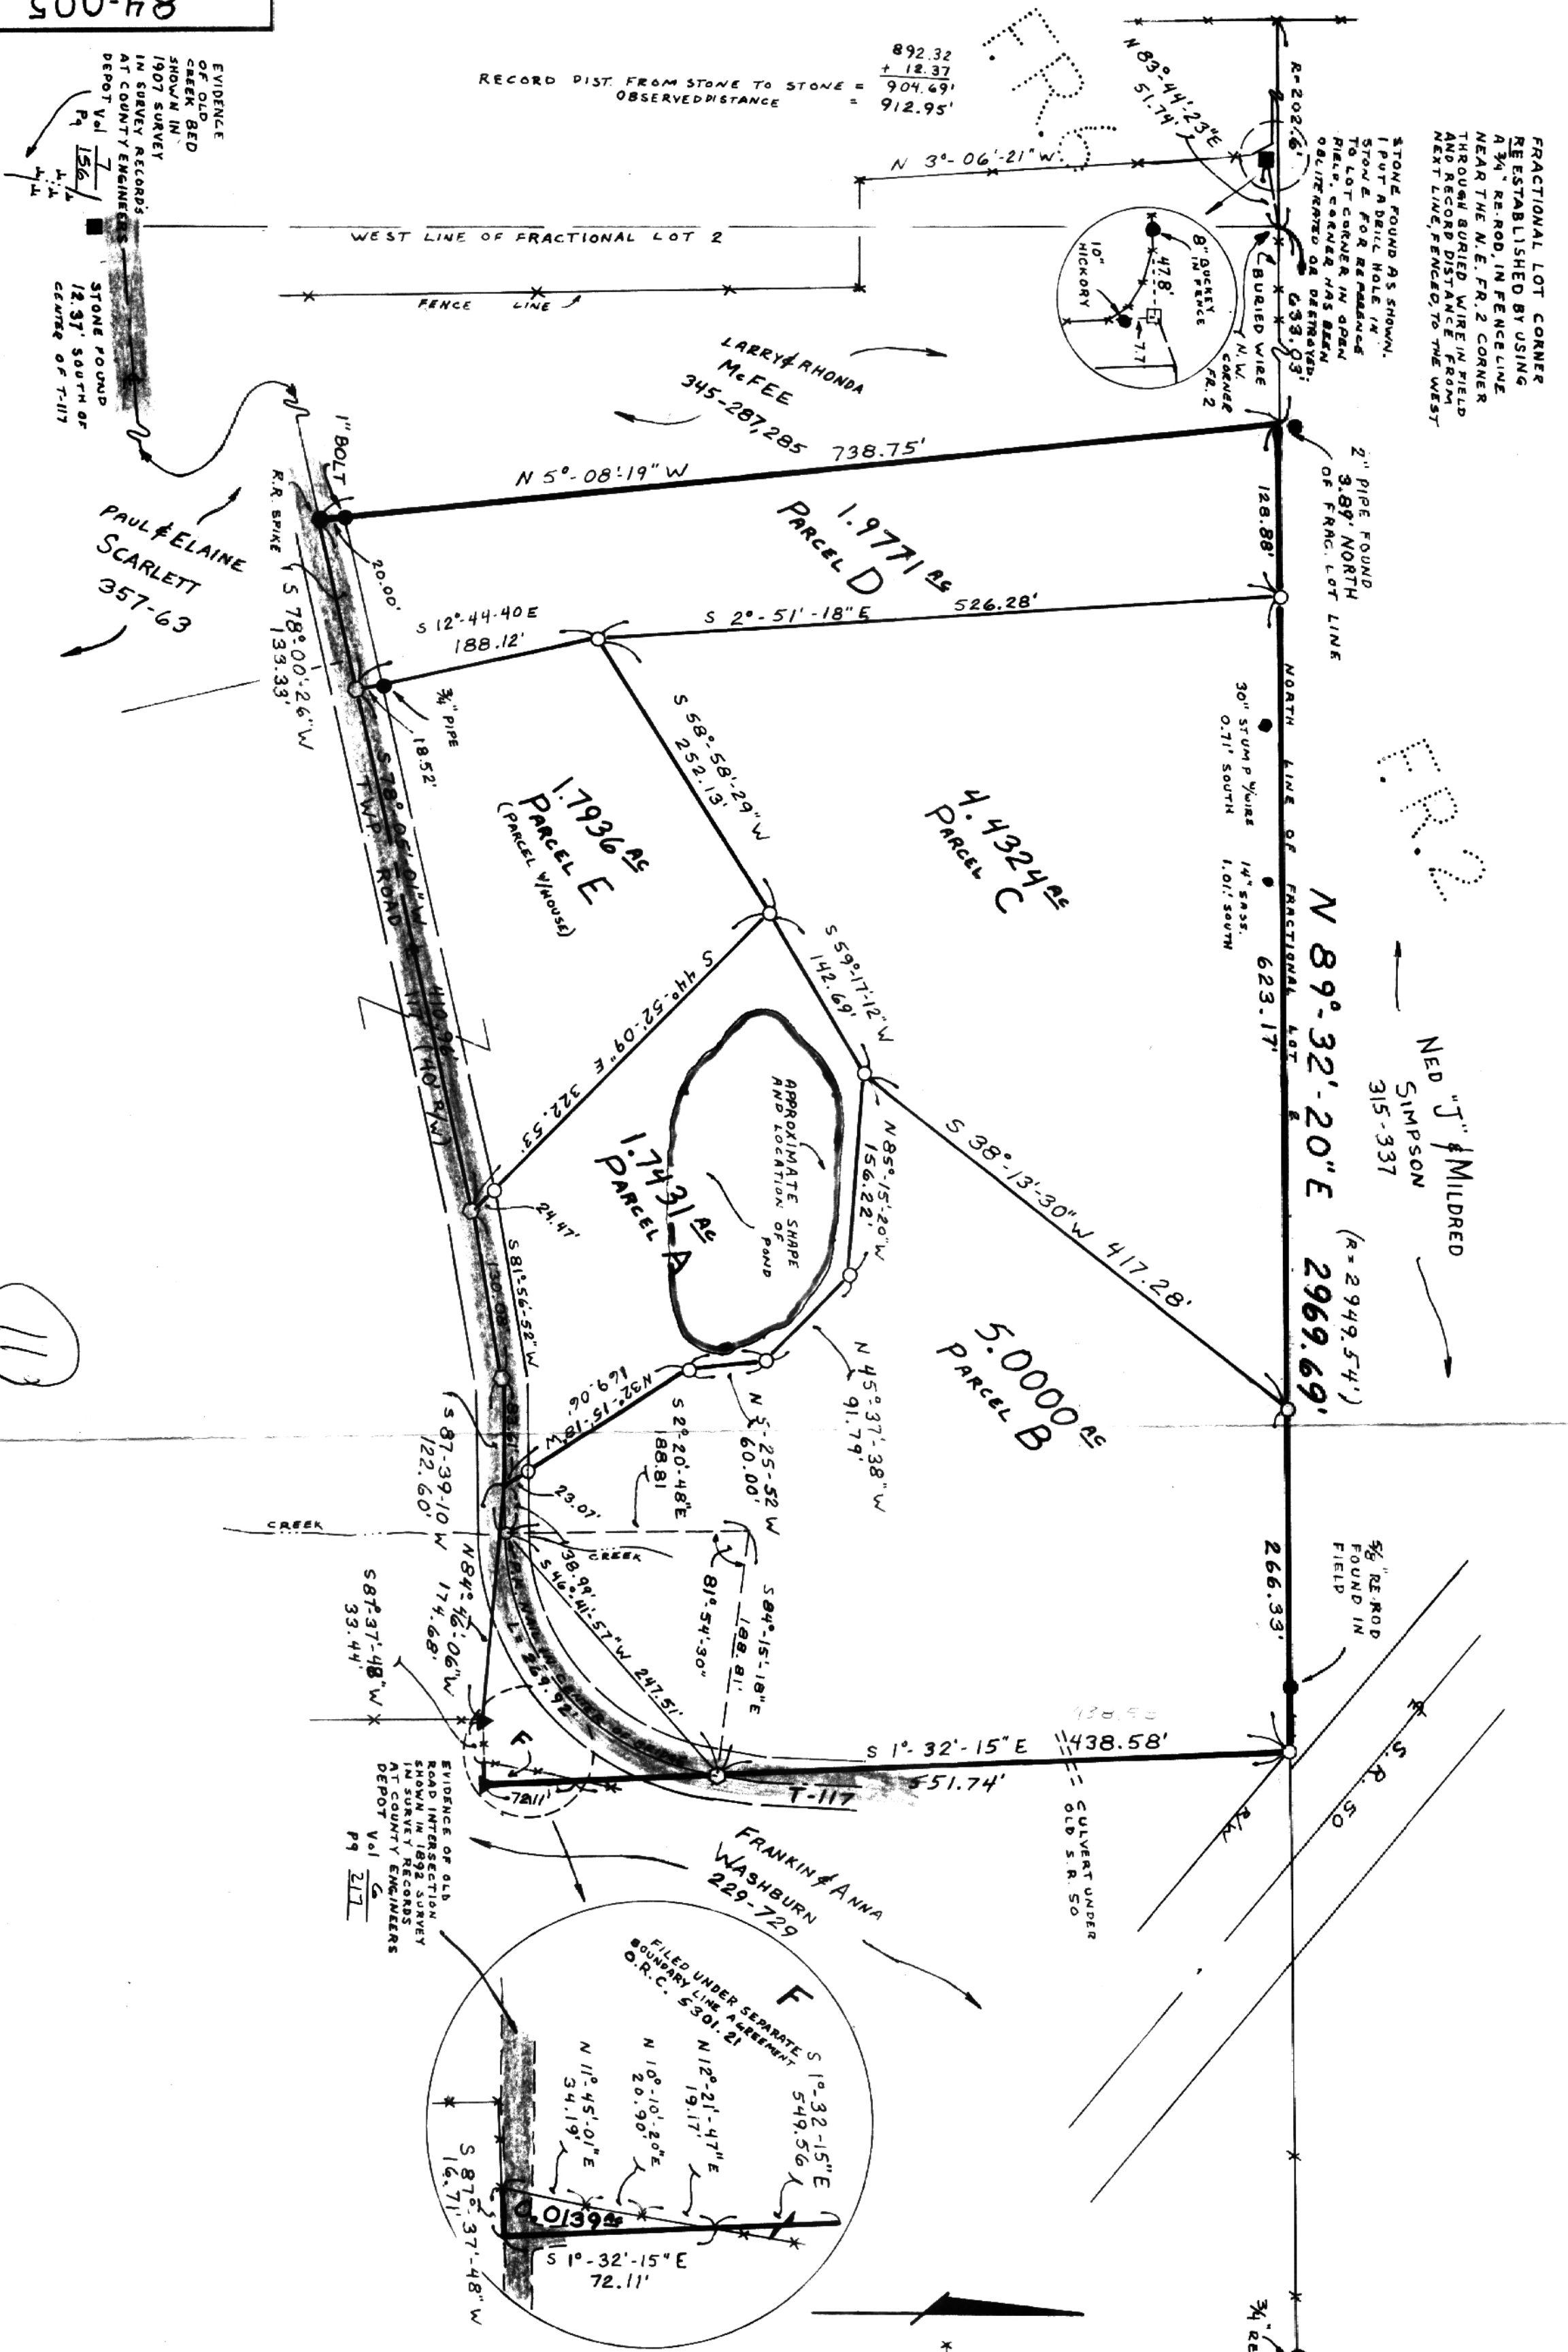 84-005
EVIDENCE
OF OLD
CREEK BED
SHOWN IN
1907 SURVEY
IN SURVEY RECORDS
AT COUNTY ENGINEERS
DEPOT Vol 7
Pg 156
STONE FOUND
12.37' SOUTH OF
CENTER OF T-117
892.32
+ 12.37
RECORD DIST. FROM STONE TO STONE = 904.69'
OBSERVED DISTANCE = 912.95'
F.R.6
N 83°-44'-23"E
51.74'
R=2026.6'
633.03'
STONE FOUND AS SHOWN.
I PUT A DRILL HOLE IN
STONE FOR REFERENCE
TO LOT CORNER IN OPEN
FIELD. CORNER HAS BEEN
OBLITERATED OR DESTROYED.
FRACTIONAL LOT CORNER
REESTABLISHED BY USING
A 3/4" RE-ROD, IN FENCE LINE
NEAR THE N.E. FR. 2 CORNER
THROUGH BURIED WIRE IN FIELD
AND RECORD DISTANCE FROM
NEXT LINE, FENCED, TO THE WEST
N 3°-06'-21"W
WEST LINE OF FRACTIONAL LOT 2
FENCE LINE
8" BUCKEY
IN FENCE
47.8'
10"
HICKORY
7.7'
BURIED WIRE
N.W.
CORNER
FR. 2
LARRY & RHONDA
McFEE
345-287,285
2" PIPE FOUND
3.89' NORTH
OF FRAC. LOT LINE
1" BOLT
R.R. SPIKE
N 5°-08'-19" W 738.75'
128.88'
PAUL & ELAINE
SCARLETT
357-63
S 78°-00'-26"W
133.33'
20.00'
1.9771 AC
PARCEL D
S 12°-44-40 E
188.12'
S 2°-51'-18"E 526.28'
3/4" PIPE
18.52'
S 78°-05'-01"W 410.96'
TWP. ROAD 117 (40' R/W)
1.7936 AC
PARCEL E
(PARCEL W/HOUSE)
S 58°-58'-29" W
252.13'
4.4324 AC
PARCEL C
30" STUMP W/WIRE
0.71' SOUTH
14" SASS.
1.01' SOUTH
NORTH LINE OF FRACTIONAL LOT 2
623.17'
F.R.2
N 89°-32'-20"E 2969.69'
(R=2949.54')
NED "J" & MILDRED
SIMPSON
315-337
S 44°-52'-09"E 322.53'
24.47'
S 59°-17'-12"W
142.69'
APPROXIMATE SHAPE
AND LOCATION OF
POND
1.7431 AC
PARCEL A
N 85°-15'-20"W
156.22'
S 38°-13'-30"W 417.28'
S 81°-56'-52"W
130.08'
5.0000 AC
PARCEL B
N 45°-37'-38"W
91.79'
N 5-25-52 W
60.00'
N 32°-15'-18"W
169.06'
S 2°-20'-48"E
188.81
23.07'
38.99'
S 87-39-10 W
122.60'
CREEK
CREEK
N 84°-46'-06"W
174.68'
S 87°-37'-48"W
33.44'
S 46°-41'-57"W 247.51'
L=269.92'
81°-54'-30"
S 84°-15'-18"E
188.81'
266.33'
5/8" RE-ROD
FOUND IN
FIELD
S 1°-32'-15"E 438.58'
551.74'
T-117
CULVERT UNDER
OLD S.R. 50
S.R. 50
R/W
F
72.11'
EVIDENCE OF OLD
ROAD INTERSECTION
SHOWN IN 1892 SURVEY
IN SURVEY RECORDS
AT COUNTY ENGINEERS
DEPOT Vol 6
Pg 217
FRANKIN & ANNA
WASHBURN
229-729
F
FILED UNDER SEPARATE
BOUNDARY LINE AGREEMENT
O.R.C. 5301.21
S 1°-32-15"E
549.56
N 12°-21'-47"E
19.17'
N 10°-10'-20"E
20.90'
N 11°-45'-01"E
34.19'
0.0139 AC
S 87°-37'-48"W
16.71'
S 1°-32'-15"E
72.11'
11
3/4" RE